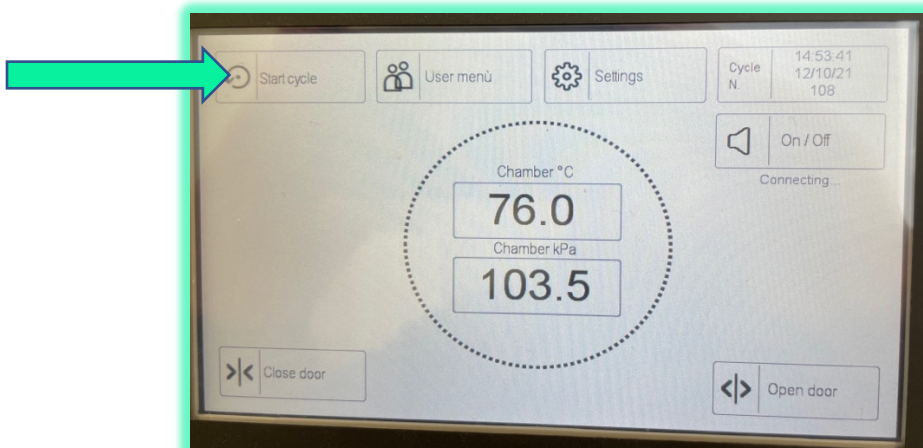 Start cycle
User menù
Settings
Cycle N.
14:53:41
12/10/21
108
On / Off
Connecting...
Chamber °C
76.0
Chamber kPa
103.5
Close door
Open door